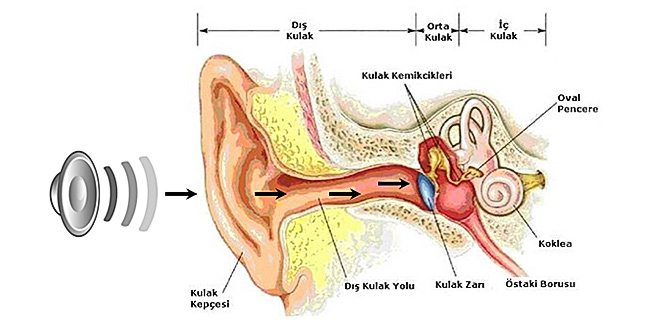 Dış
Kulak
Orta
Kulak
İç
Kulak
Kulak Kemikcikleri
Oval
Pencere
Koklea
Kulak
Kepçesi
Dış Kulak Yolu
Kulak Zarı
Östaki Borusu